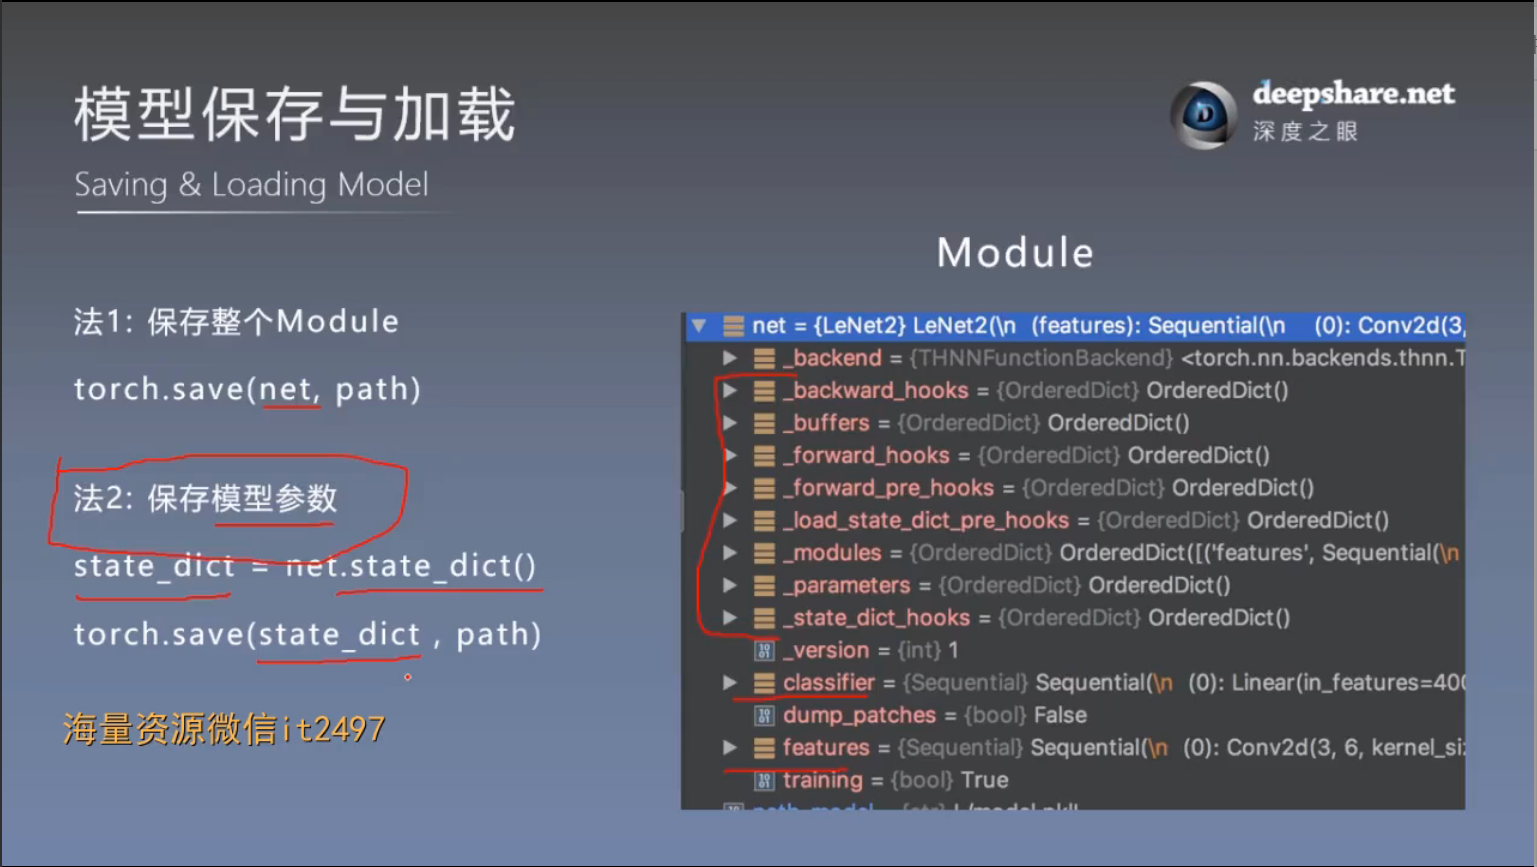 模型保存与加载
Saving & Loading Model
deepshare.net
深度之眼
法1: 保存整个Module
torch.save(net, path)
法2: 保存模型参数
state_dict = net.state_dict()
torch.save(state_dict , path)
海量资源微信it2497
Module
net = {LeNet2} LeNet2(\n (features): Sequential(\n (0): Conv2d(3,
_backend = {THNNFunctionBackend} <torch.nn.backends.thnn.T
_backward_hooks = {OrderedDict} OrderedDict()
_buffers = {OrderedDict} OrderedDict()
_forward_hooks = {OrderedDict} OrderedDict()
_forward_pre_hooks = {OrderedDict} OrderedDict()
_load_state_dict_pre_hooks = {OrderedDict} OrderedDict()
_modules = {OrderedDict} OrderedDict([('features', Sequential(\n
_parameters = {OrderedDict} OrderedDict()
_state_dict_hooks = {OrderedDict} OrderedDict()
_version = {int} 1
classifier = {Sequential} Sequential(\n (0): Linear(in_features=400
dump_patches = {bool} False
features = {Sequential} Sequential(\n (0): Conv2d(3, 6, kernel_si
training = {bool} True